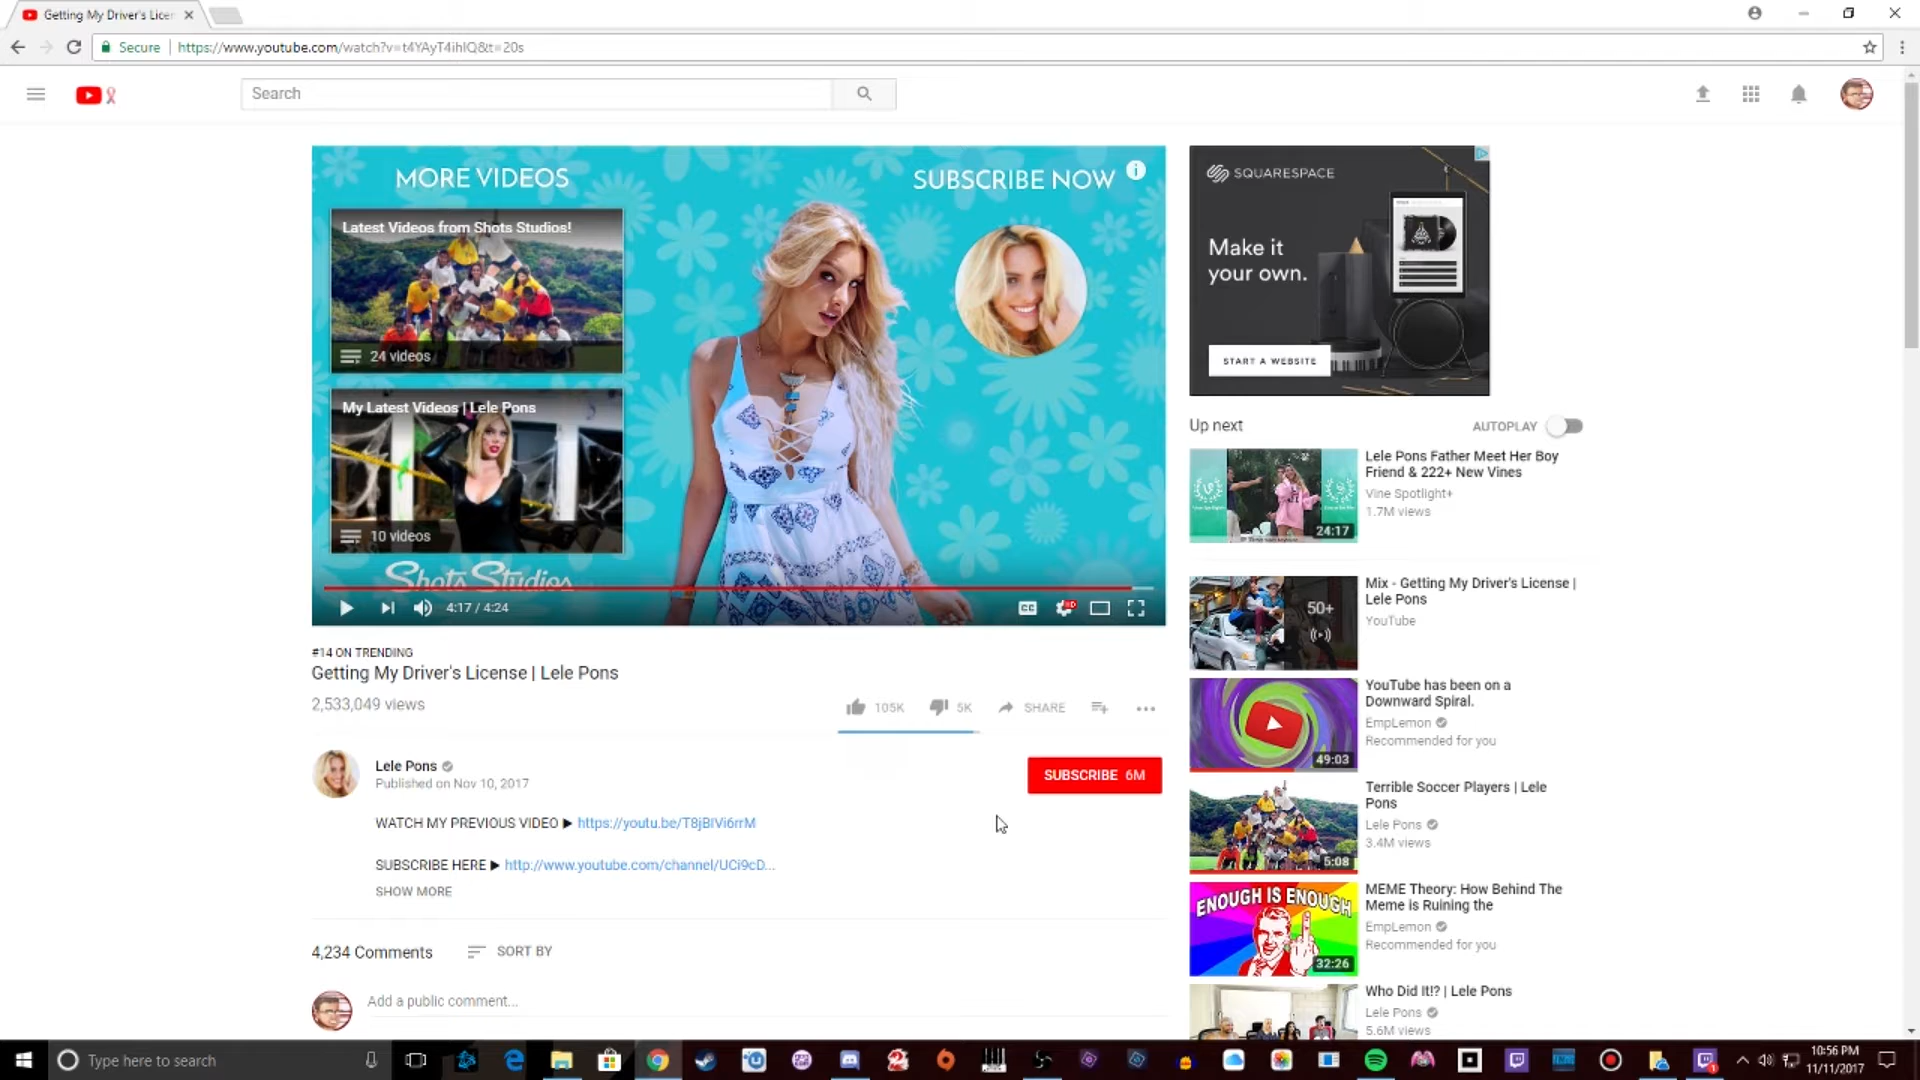 Getting My Driver's Licer
Secure
https://www.youtube.com/watch?v=t4YAyT4ihIQ&t=20s
Search
MORE VIDEOS
SUBSCRIBE NOW
Latest Videos from Shots Studios!
24 videos
My Latest Videos | Lele Pons
10 videos
Shots Studios
4:17 / 4:24
CC
HD
#14 ON TRENDING
Getting My Driver's License | Lele Pons
2,533,049 views
105K
5K
SHARE
Lele Pons
Published on Nov 10, 2017
SUBSCRIBE 6M
WATCH MY PREVIOUS VIDEO ▶ https://youtu.be/T8jBIVi6rrM
SUBSCRIBE HERE ▶ http://www.youtube.com/channel/UCi9cD...
SHOW MORE
4,234 Comments
SORT BY
Add a public comment...
SQUARESPACE
Make it
your own.
START A WEBSITE
Up next
AUTOPLAY
24:17
Lele Pons Father Meet Her Boy
Friend & 222+ New Vines
Vine Spotlight+
1.7M views
50+
Mix - Getting My Driver's License |
Lele Pons
YouTube
49:03
YouTube has been on a
Downward Spiral.
EmpLemon
Recommended for you
5:08
Terrible Soccer Players | Lele
Pons
Lele Pons
3.4M views
ENOUGH IS ENOUGH
32:26
MEME Theory: How Behind The
Meme is Ruining the
EmpLemon
Recommended for you
Who Did It!? | Lele Pons
Lele Pons
5.6M views
Type here to search
10:56 PM
11/11/2017